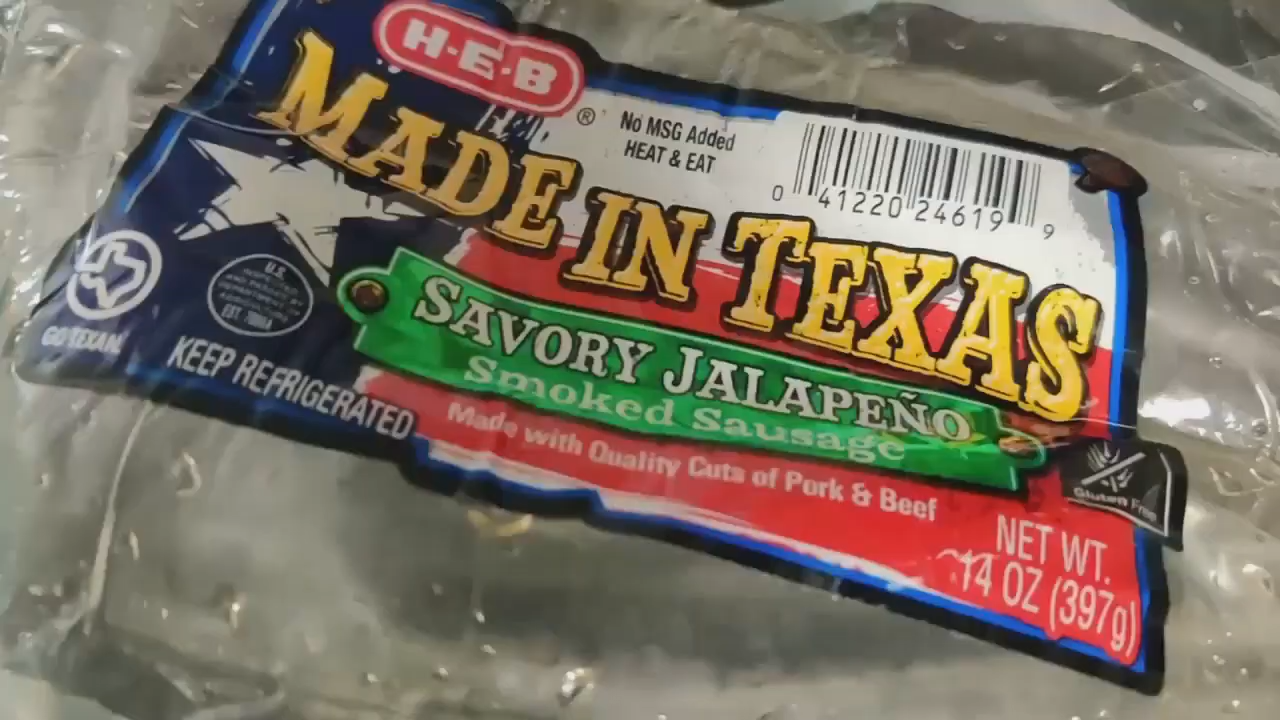 H-E-B
®
No MSG Added
HEAT & EAT
0 41220 24619 9
MADE IN TEXAS
SAVORY JALAPEÑO
Smoked Sausage
Made with Quality Cuts of Pork & Beef
GO TEXAN.
U.S.
EST.
KEEP REFRIGERATED
Gluten Free
NET WT.
14 OZ (397g)